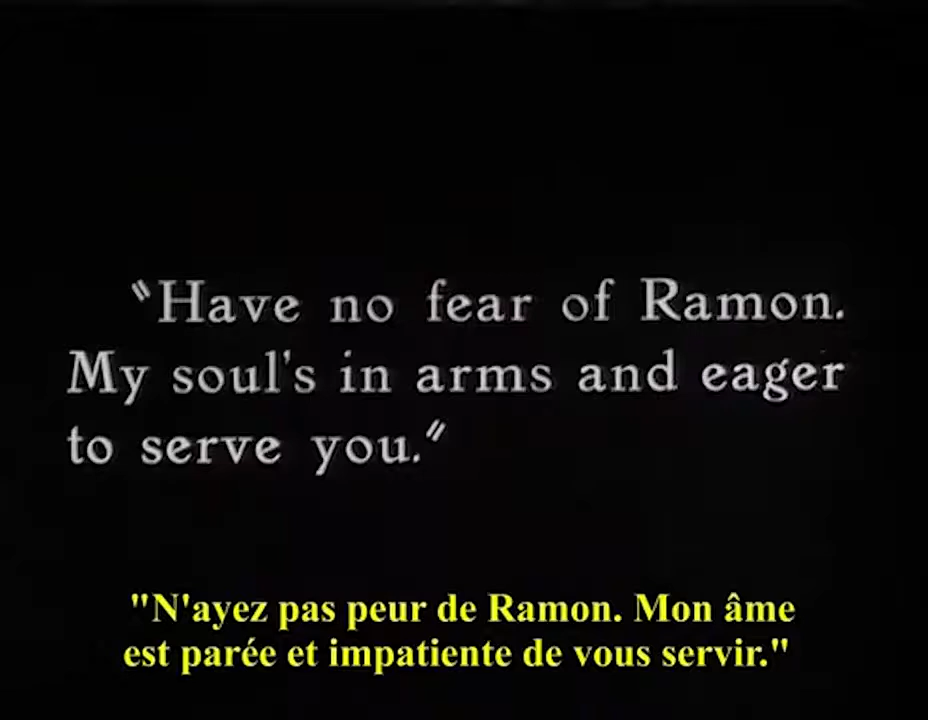 "Have no fear of Ramon.
My soul's in arms and eager
to serve you."
"N'ayez pas peur de Ramon. Mon âme
est parée et impatiente de vous servir."